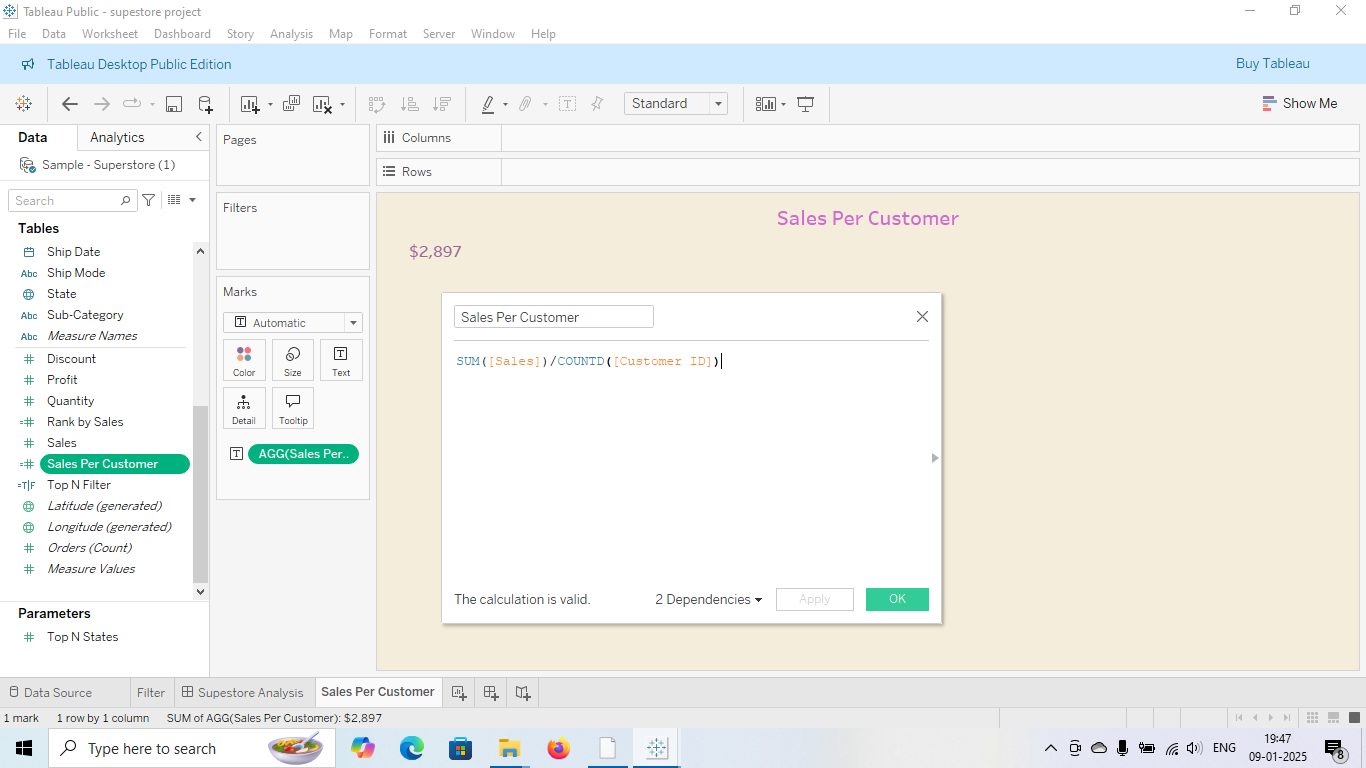 Tableau Public - supestore project
File Data Worksheet Dashboard Story Analysis Map Format Server Window Help
Tableau Desktop Public Edition
Buy Tableau
Standard
Show Me
Data
Analytics
Sample - Superstore (1)
Search
Tables
Ship Date
Abc Ship Mode
State
Abc Sub-Category
Abc Measure Names
Discount
Profit
Quantity
=# Rank by Sales
Sales
=# Sales Per Customer
=T|F Top N Filter
Latitude (generated)
Longitude (generated)
Orders (Count)
Measure Values
Parameters
Top N States
Pages
Filters
Marks
Automatic
Color Size Text
Detail Tooltip
AGG(Sales Per..
Columns
Rows
Sales Per Customer
$2,897
Sales Per Customer
SUM([Sales])/COUNTD([Customer ID])
The calculation is valid.
2 Dependencies
Apply
OK
Data Source
Filter
Supestore Analysis
Sales Per Customer
1 mark 1 row by 1 column SUM of AGG(Sales Per Customer): $2,897
Type here to search
ENG
19:47
09-01-2025
8